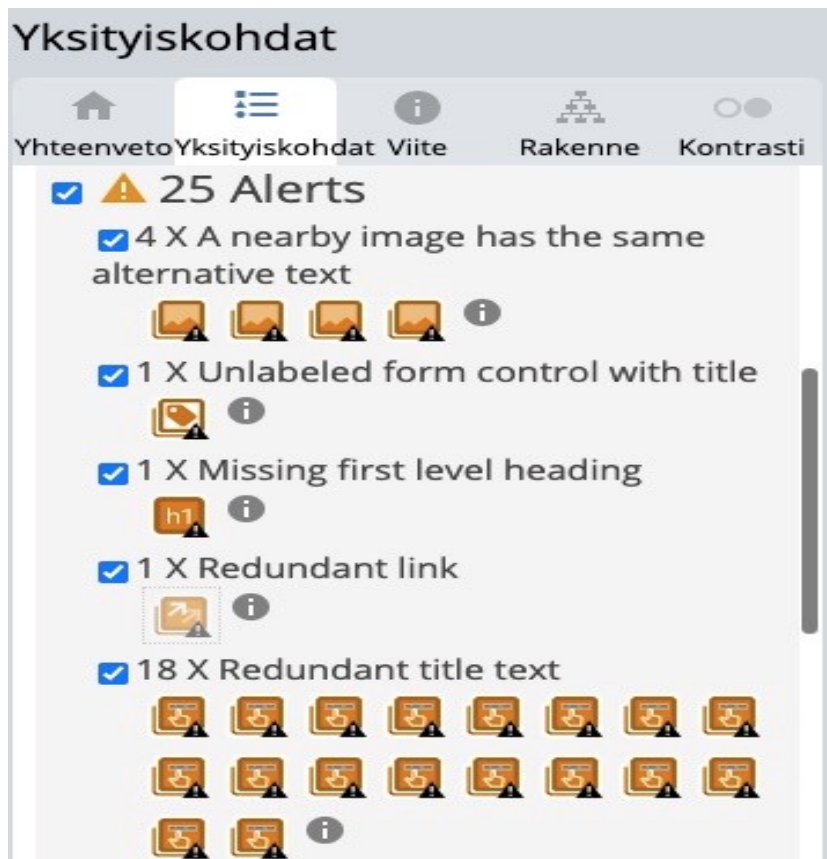 Yksityiskohdat
Yhteenveto Yksityiskohdat Viite Rakenne Kontrasti
25 Alerts
4 X A nearby image has the same
alternative text
1 X Unlabeled form control with title
1 X Missing first level heading
h1
1 X Redundant link
18 X Redundant title text